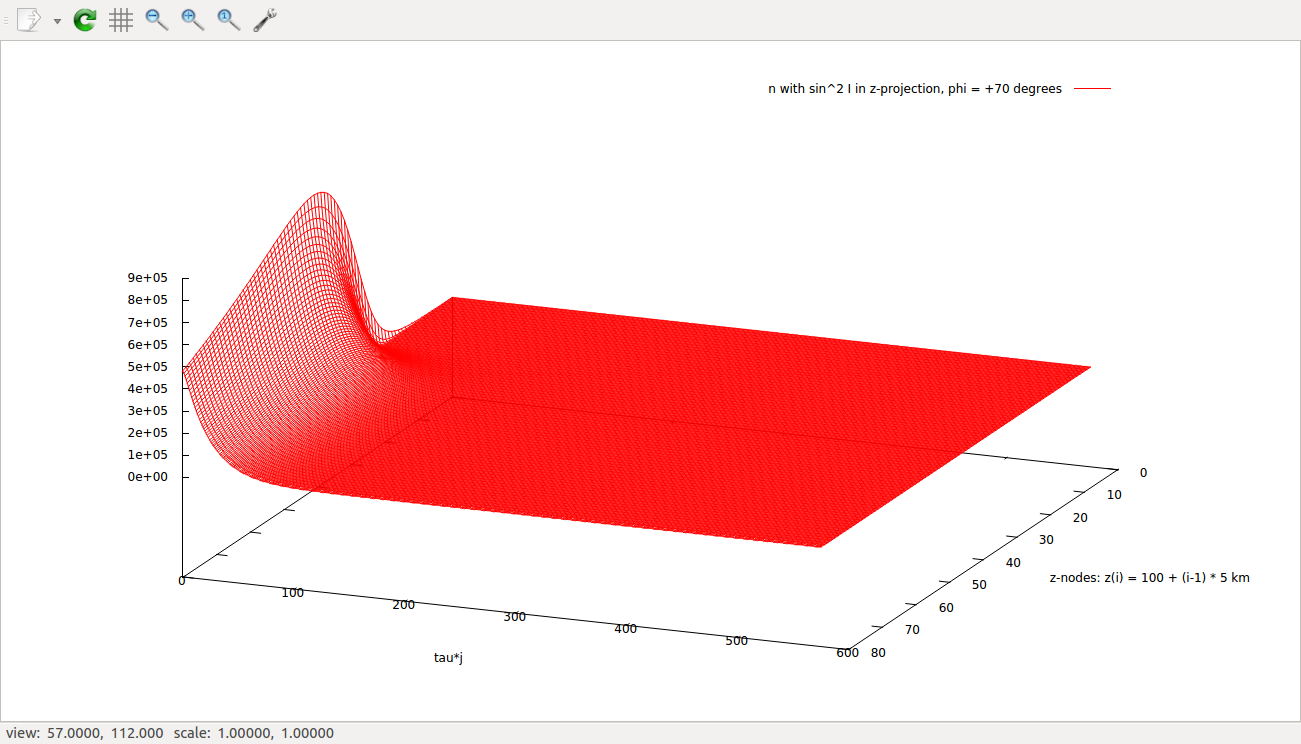 n with sin^2 I in z-projection, phi = +70 degrees
9e+05
8e+05
7e+05
6e+05
5e+05
4e+05
3e+05
2e+05
1e+05
0e+00
0
100
200
300
400
500
600
0
10
20
30
40
50
60
70
80
z-nodes: z(i) = 100 + (i-1) * 5 km
tau*j
view: 57.0000, 112.000 scale: 1.00000, 1.00000